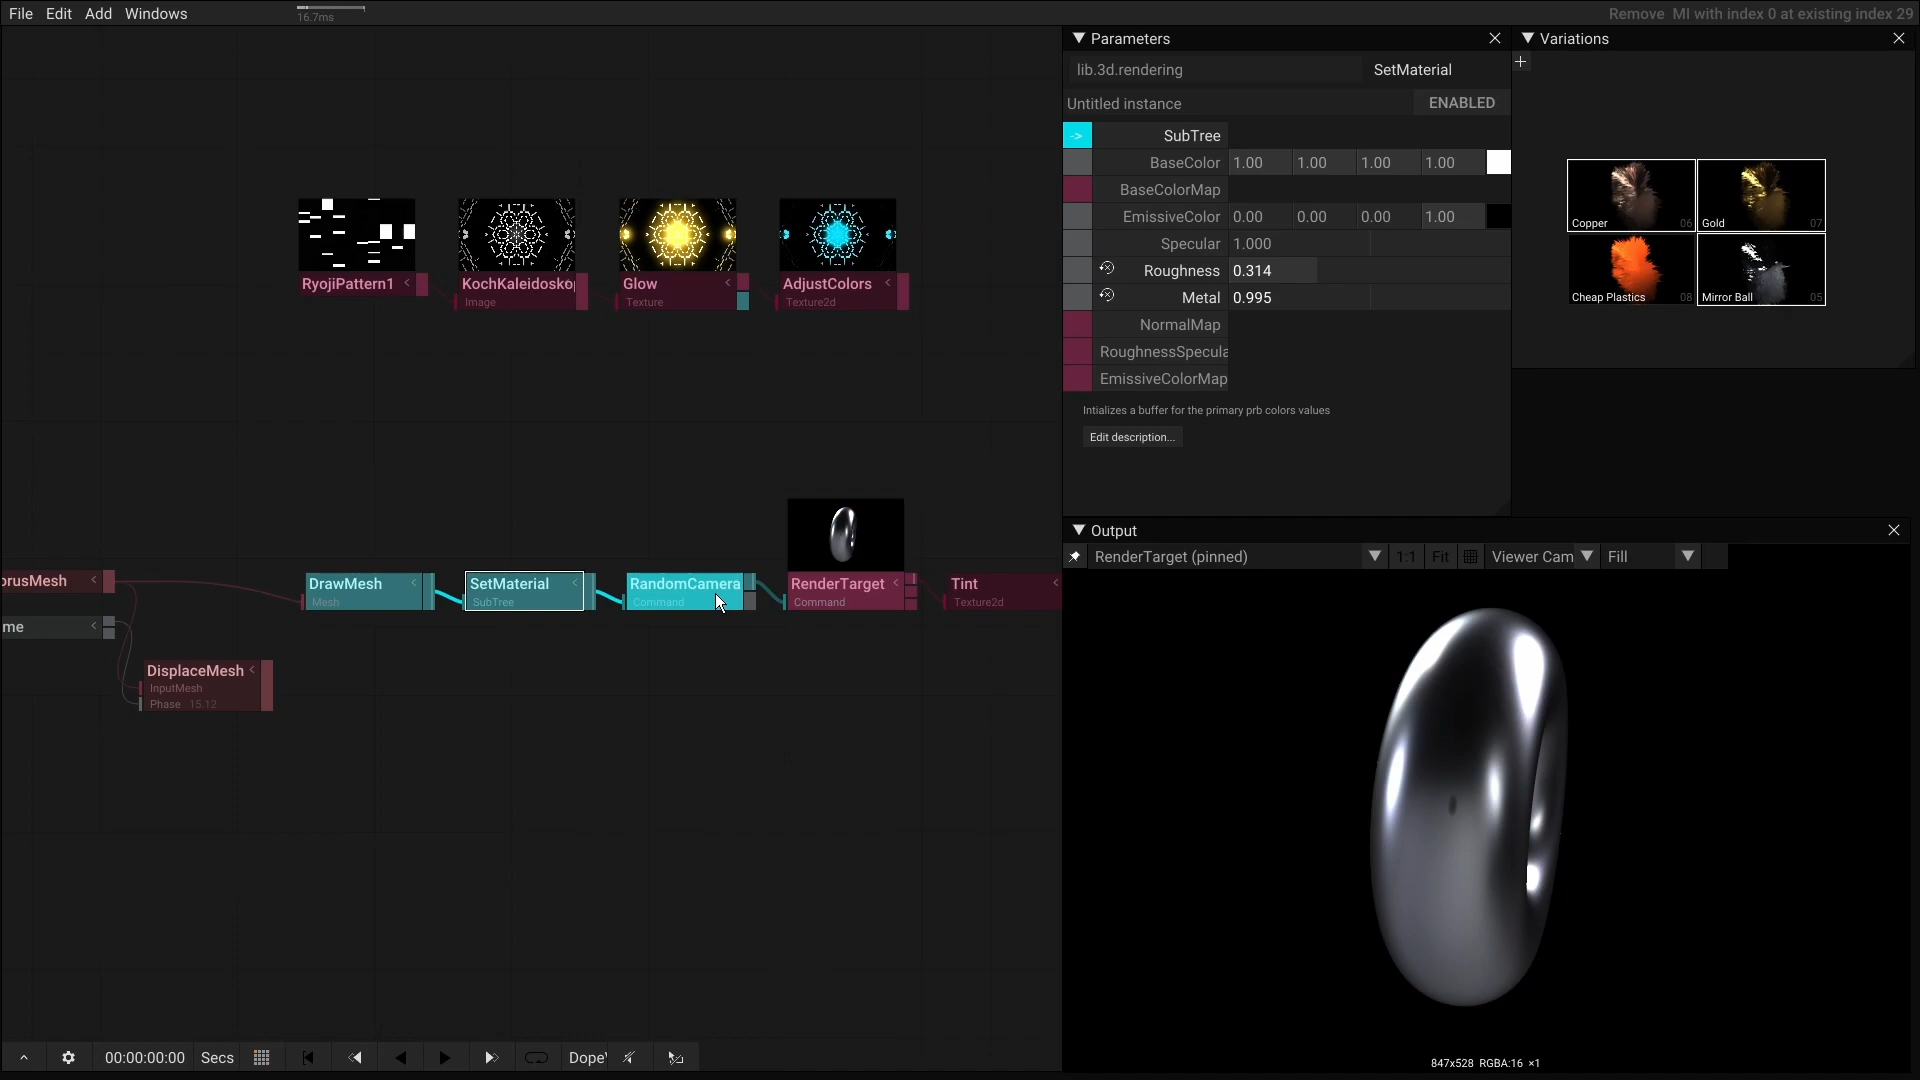 File Edit Add Windows
16.7ms
Remove MI with index 0 at existing index 29
Parameters
lib.3d.rendering SetMaterial
Untitled instance ENABLED
-> SubTree
BaseColor 1.00 1.00 1.00 1.00
BaseColorMap
EmissiveColor 0.00 0.00 0.00 1.00
Specular 1.000
Roughness 0.314
Metal 0.995
NormalMap
RoughnessSpecula
EmissiveColorMap
Intializes a buffer for the primary prb colors values
Edit description...
Variations
+
Copper 06
Gold 07
Cheap Plastics 08
Mirror Ball 05
RyojiPattern1 <
KochKaleidosko
Image
Glow <
Texture
AdjustColors <
Texture2d
orusMesh <
me <
DisplaceMesh <
InputMesh
Phase 15.12
DrawMesh <
Mesh
SetMaterial <
SubTree
RandomCamera
Command
RenderTarget <
Command
Tint <
Texture2d
Output
RenderTarget (pinned) 1:1 Fit Viewer Cam Fill
847x528 RGBA:16 ×1
00:00:00:00 Secs Dope